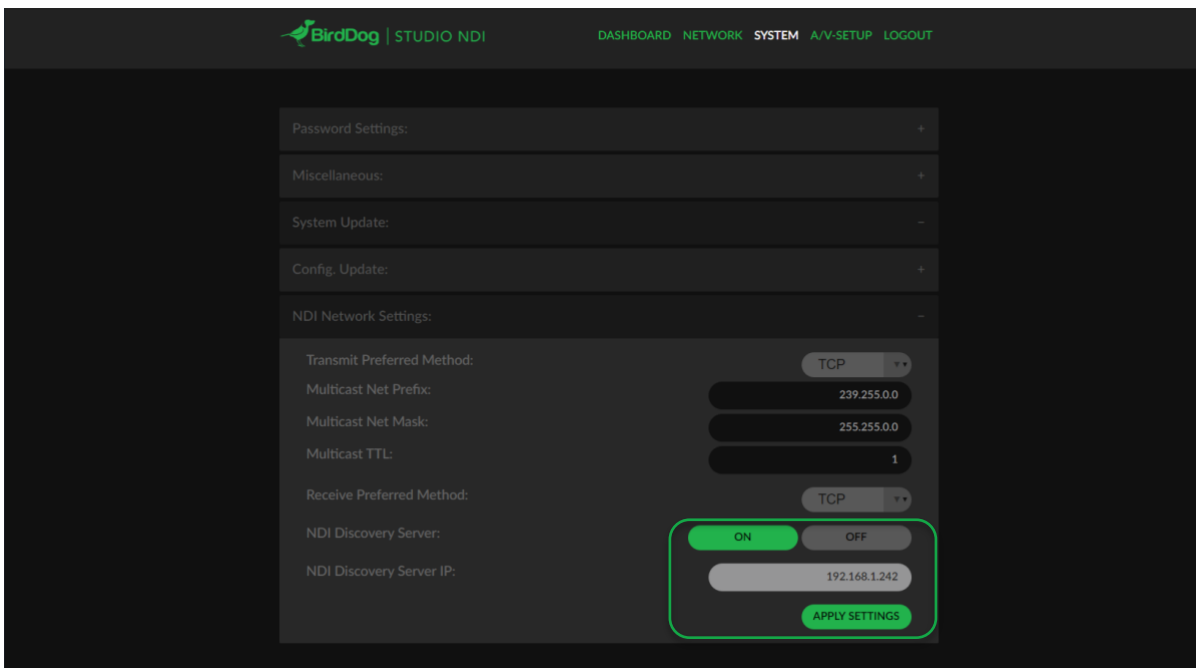 BirdDog | STUDIO NDI DASHBOARD NETWORK SYSTEM A/V-SETUP LOGOUT
Password Settings: +
Miscellaneous: +
System Update: –
Config. Update: +
NDI Network Settings: –
Transmit Preferred Method: TCP
Multicast Net Prefix: 239.255.0.0
Multicast Net Mask: 255.255.0.0
Multicast TTL: 1
Receive Preferred Method: TCP
NDI Discovery Server: ON OFF
NDI Discovery Server IP: 192.168.1.242
APPLY SETTINGS